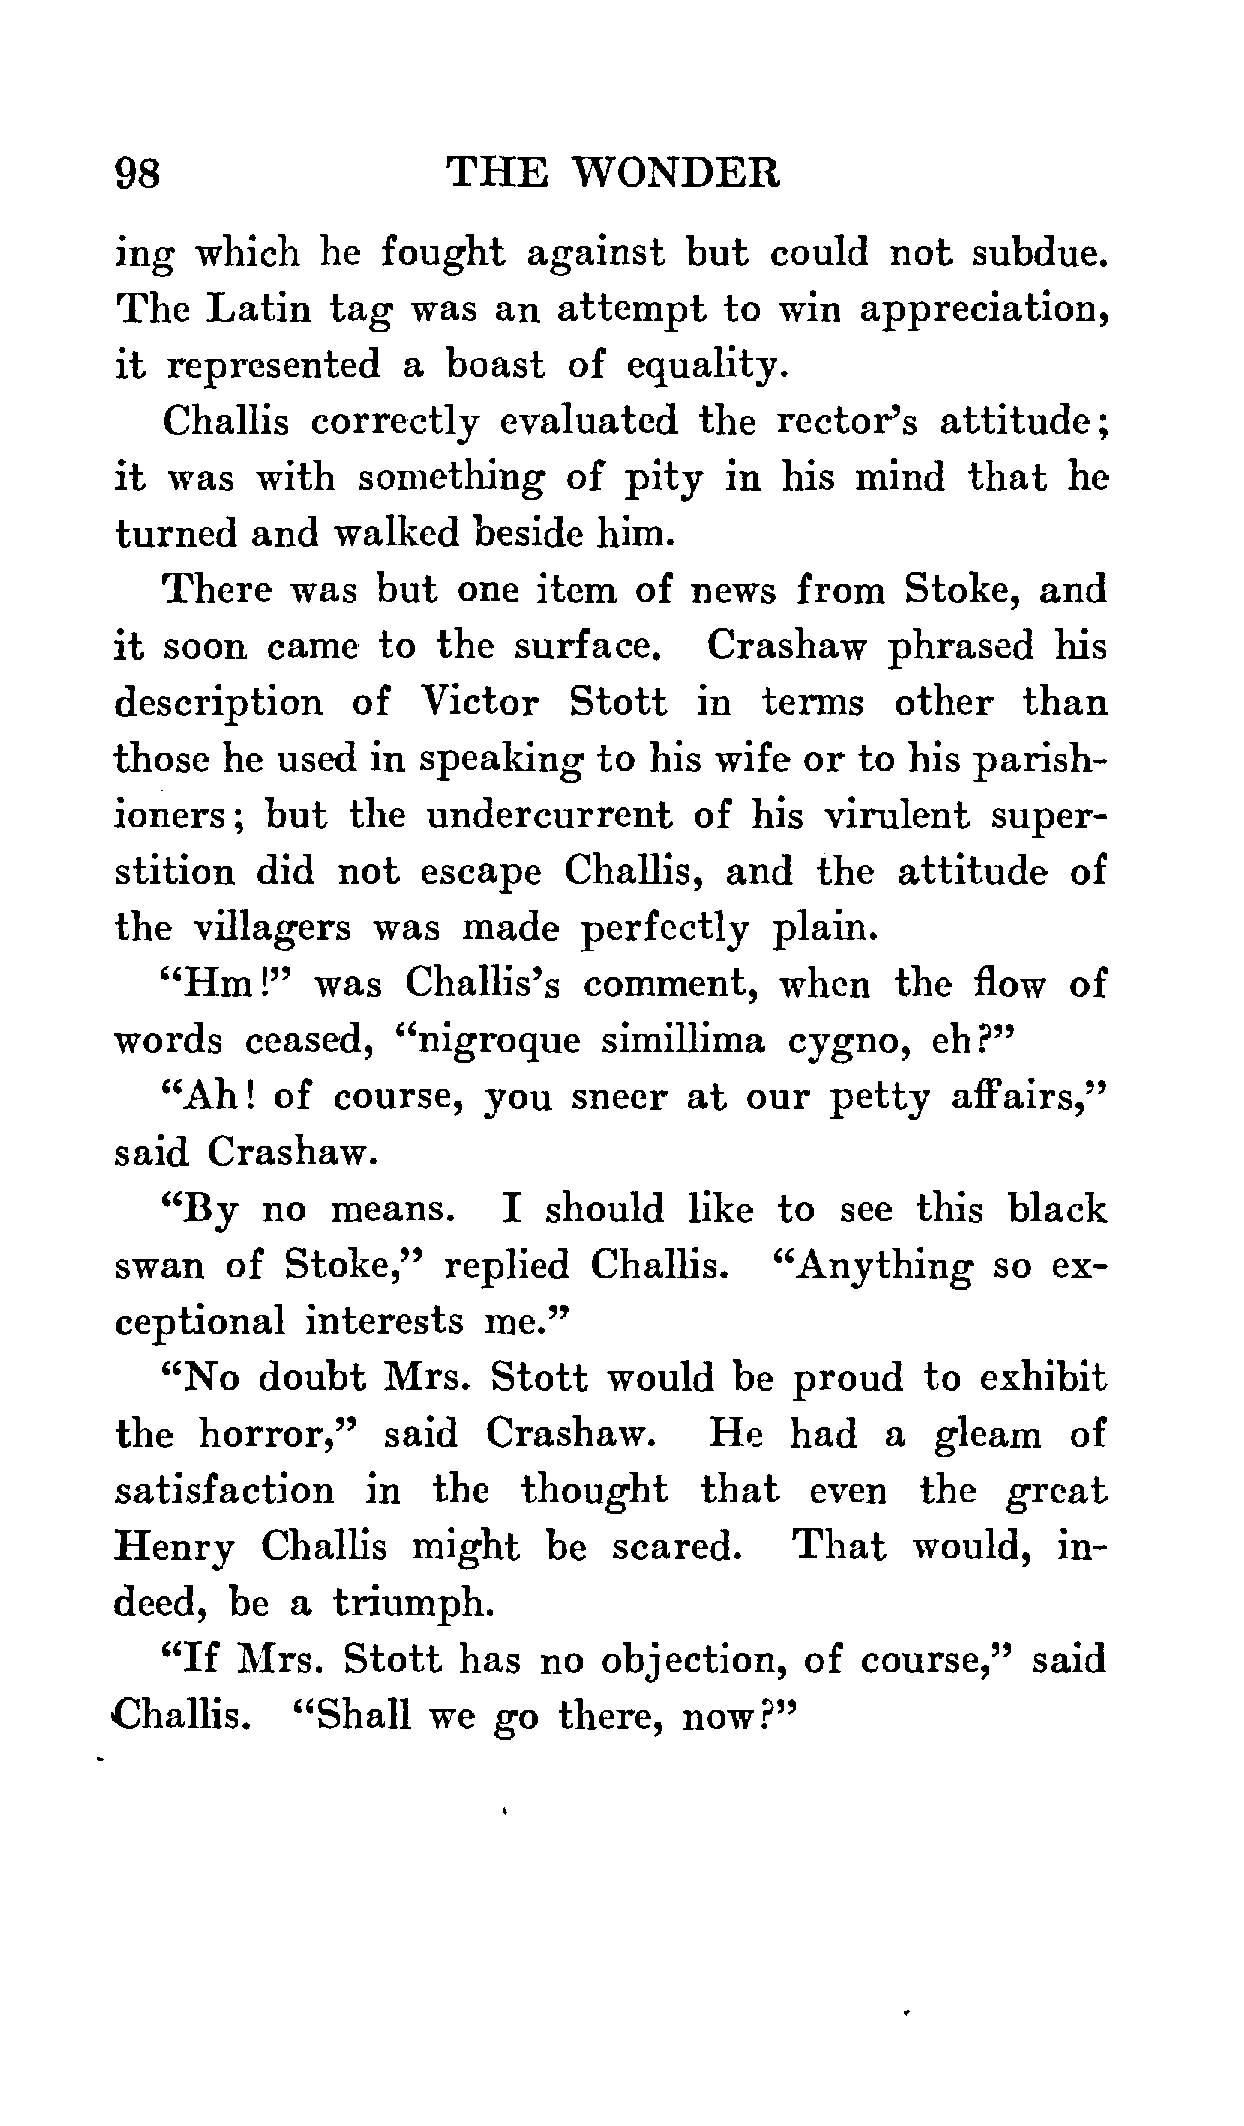 98 THE WONDER
ing which he fought against but could not subdue.
The Latin tag was an attempt to win appreciation,
it represented a boast of equality.
Challis correctly evaluated the rector's attitude;
it was with something of pity in his mind that he
turned and walked beside him.
There was but one item of news from Stoke, and
it soon came to the surface. Crashaw phrased his
description of Victor Stott in terms other than
those he used in speaking to his wife or to his parish-
ioners; but the undercurrent of his virulent super-
stition did not escape Challis, and the attitude of
the villagers was made perfectly plain.
"Hm!" was Challis's comment, when the flow of
words ceased, "nigroque simillima cygno, eh?"
"Ah! of course, you sneer at our petty affairs,"
said Crashaw.
"By no means. I should like to see this black
swan of Stoke," replied Challis. "Anything so ex-
ceptional interests me."
"No doubt Mrs. Stott would be proud to exhibit
the horror," said Crashaw. He had a gleam of
satisfaction in the thought that even the great
Henry Challis might be scared. That would, in-
deed, be a triumph.
"If Mrs. Stott has no objection, of course," said
Challis. "Shall we go there, now?"